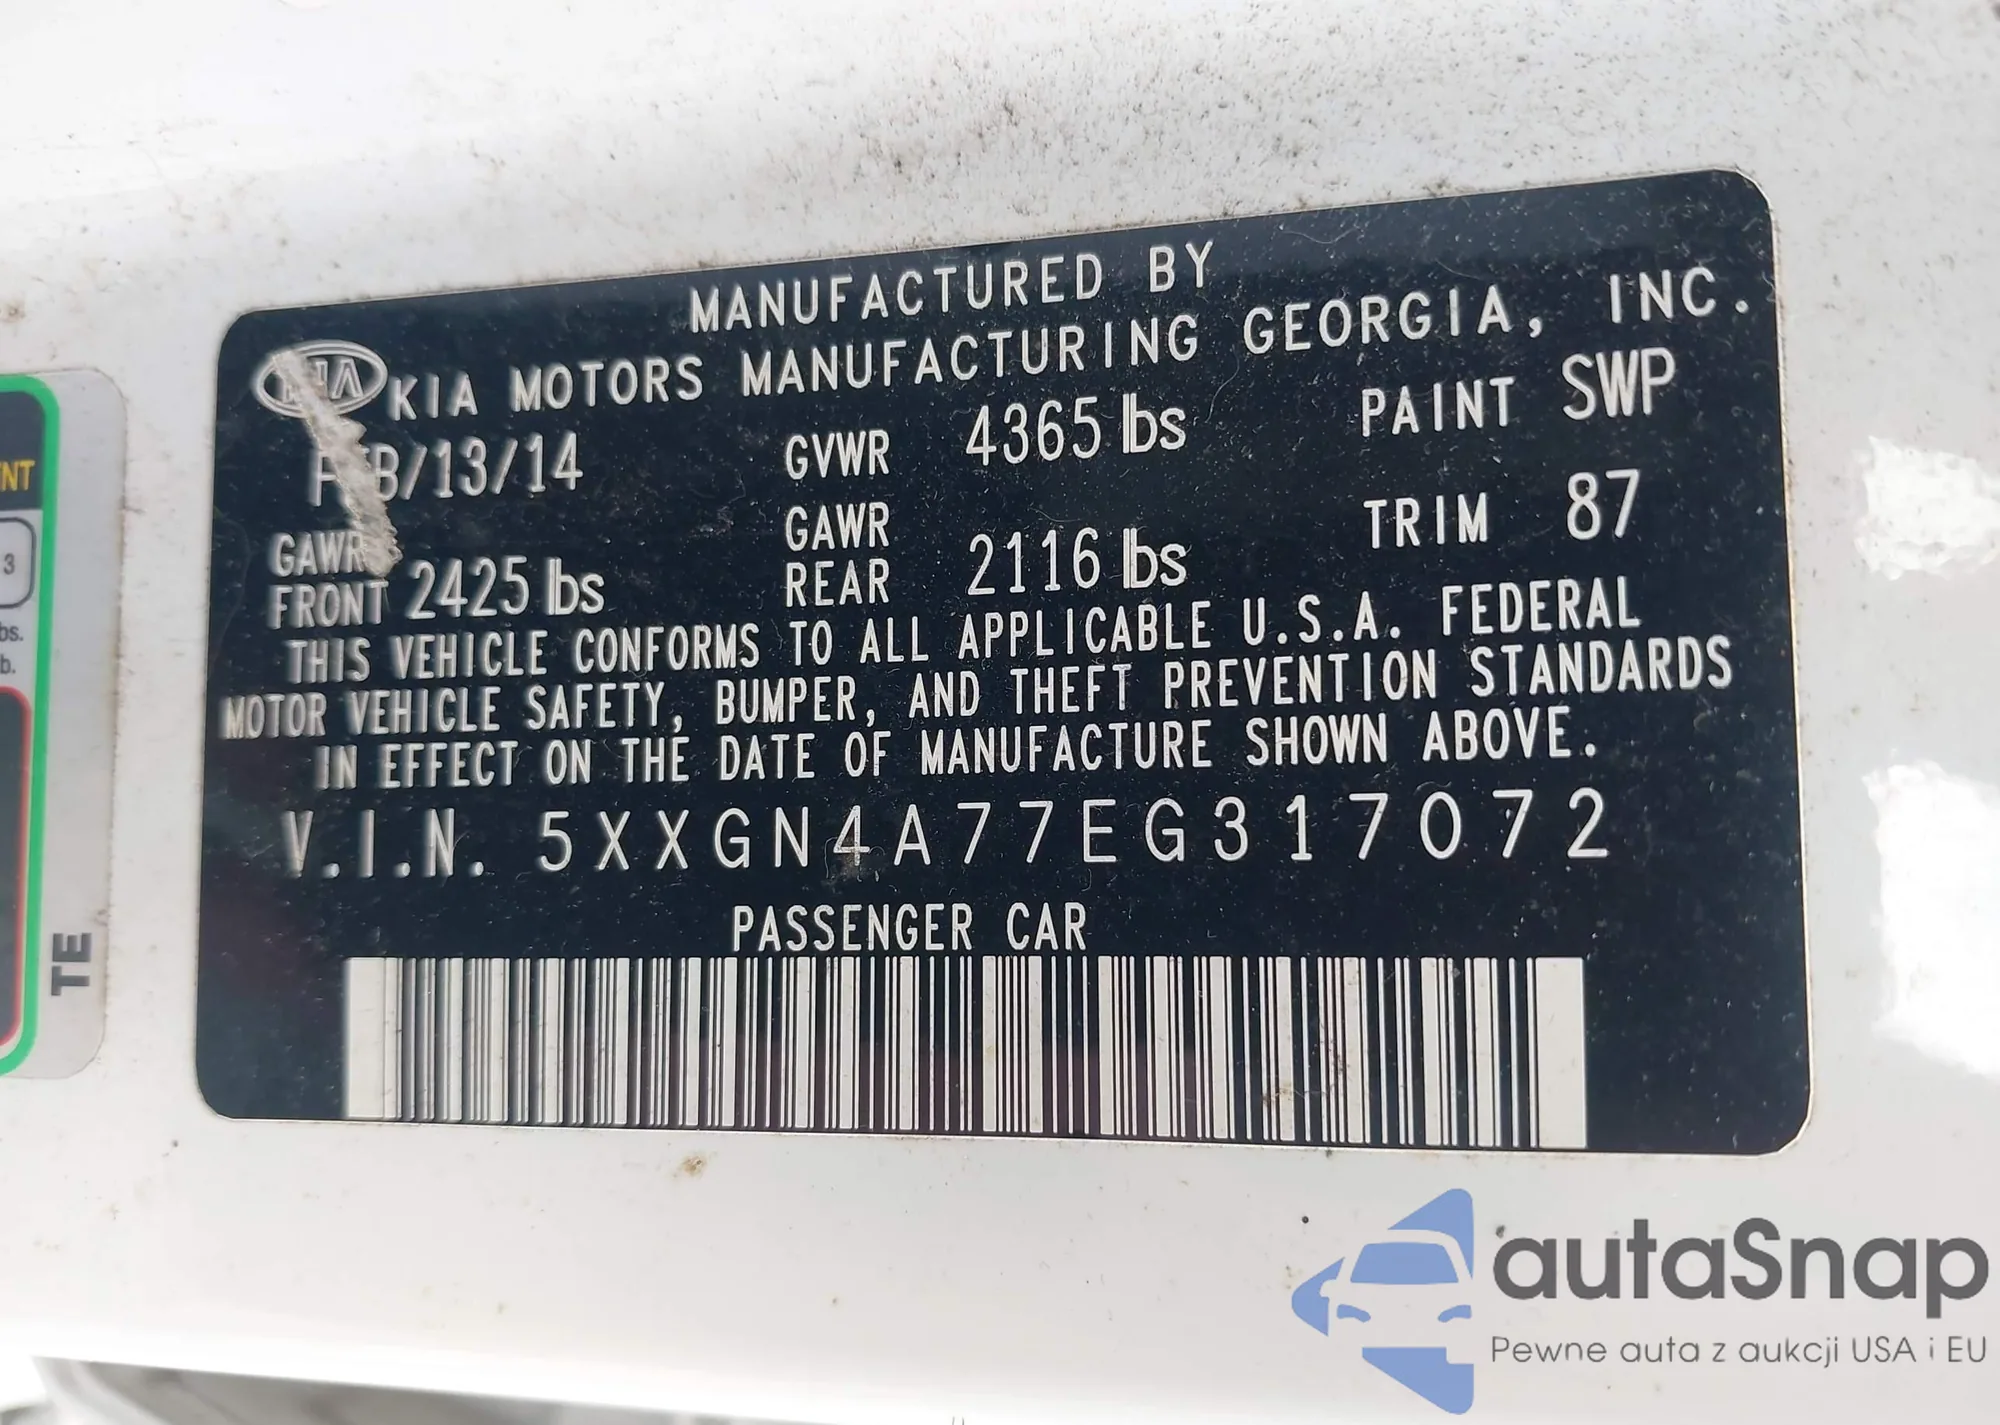 MANUFACTURED BY
KIA MOTORS MANUFACTURING GEORGIA, INC.
FEB/13/14 GVWR 4365 lbs PAINT SWP
GAWR FRONT 2425 lbs GAWR REAR 2116 lbs TRIM 87
THIS VEHICLE CONFORMS TO ALL APPLICABLE U.S.A. FEDERAL
MOTOR VEHICLE SAFETY, BUMPER, AND THEFT PREVENTION STANDARDS
IN EFFECT ON THE DATE OF MANUFACTURE SHOWN ABOVE.
V.I.N. 5XXGN4A77EG317072
PASSENGER CAR
3
TE
autaSnap
Pewne auta z aukcji USA i EU